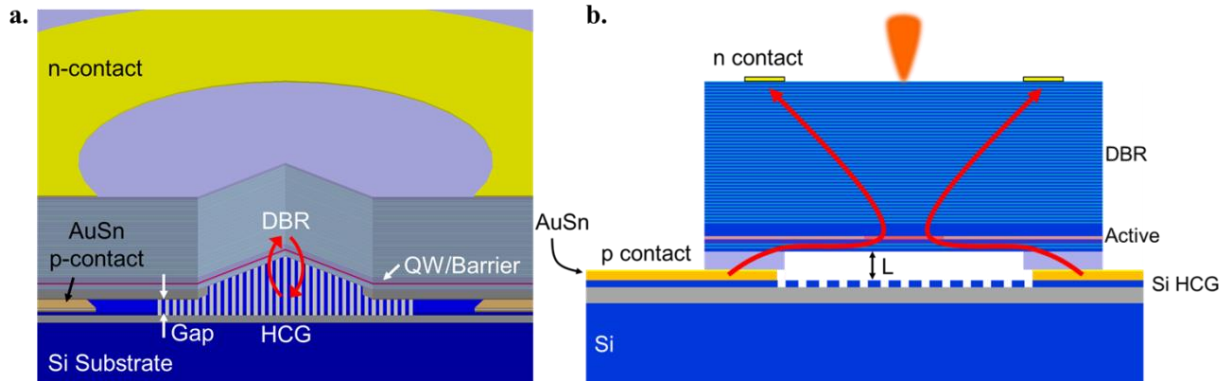 a.
n-contact
DBR
AuSn
p-contact
QW/Barrier
Gap
HCG
Si Substrate
b.
n contact
DBR
AuSn
p contact
Active
L
Si HCG
Si